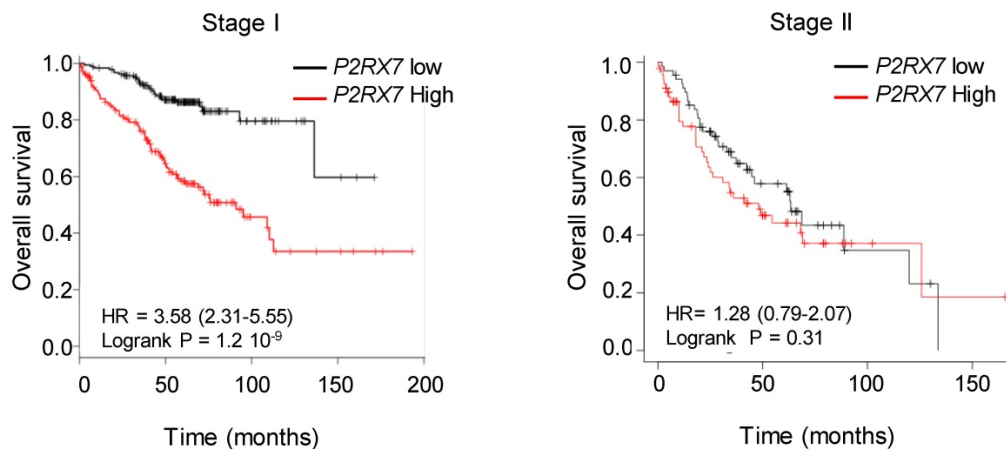 Stage I
P2RX7 low
P2RX7 High
Overall survival
1.0
0.8
0.6
0.4
0.2
0.0
HR = 3.58 (2.31-5.55)
Logrank P = 1.2 10⁻⁹
0 50 100 150 200
Time (months)
Stage II
P2RX7 low
P2RX7 High
Overall survival
1.0
0.8
0.6
0.4
0.2
0.0
HR= 1.28 (0.79-2.07)
Logrank P = 0.31
0 50 100 150
Time (months)